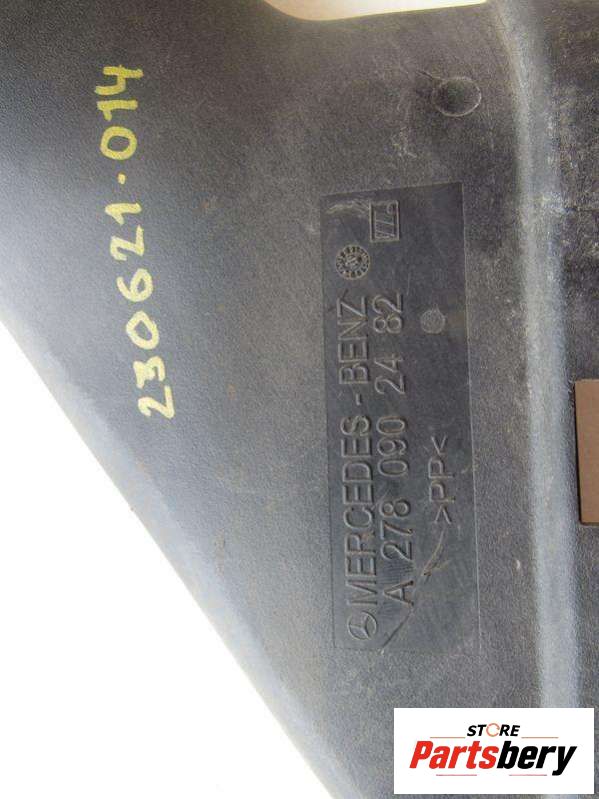 230621-014
MERCEDES-BENZ
A 278 090 24 82
>PP<
STORE
Partsbery